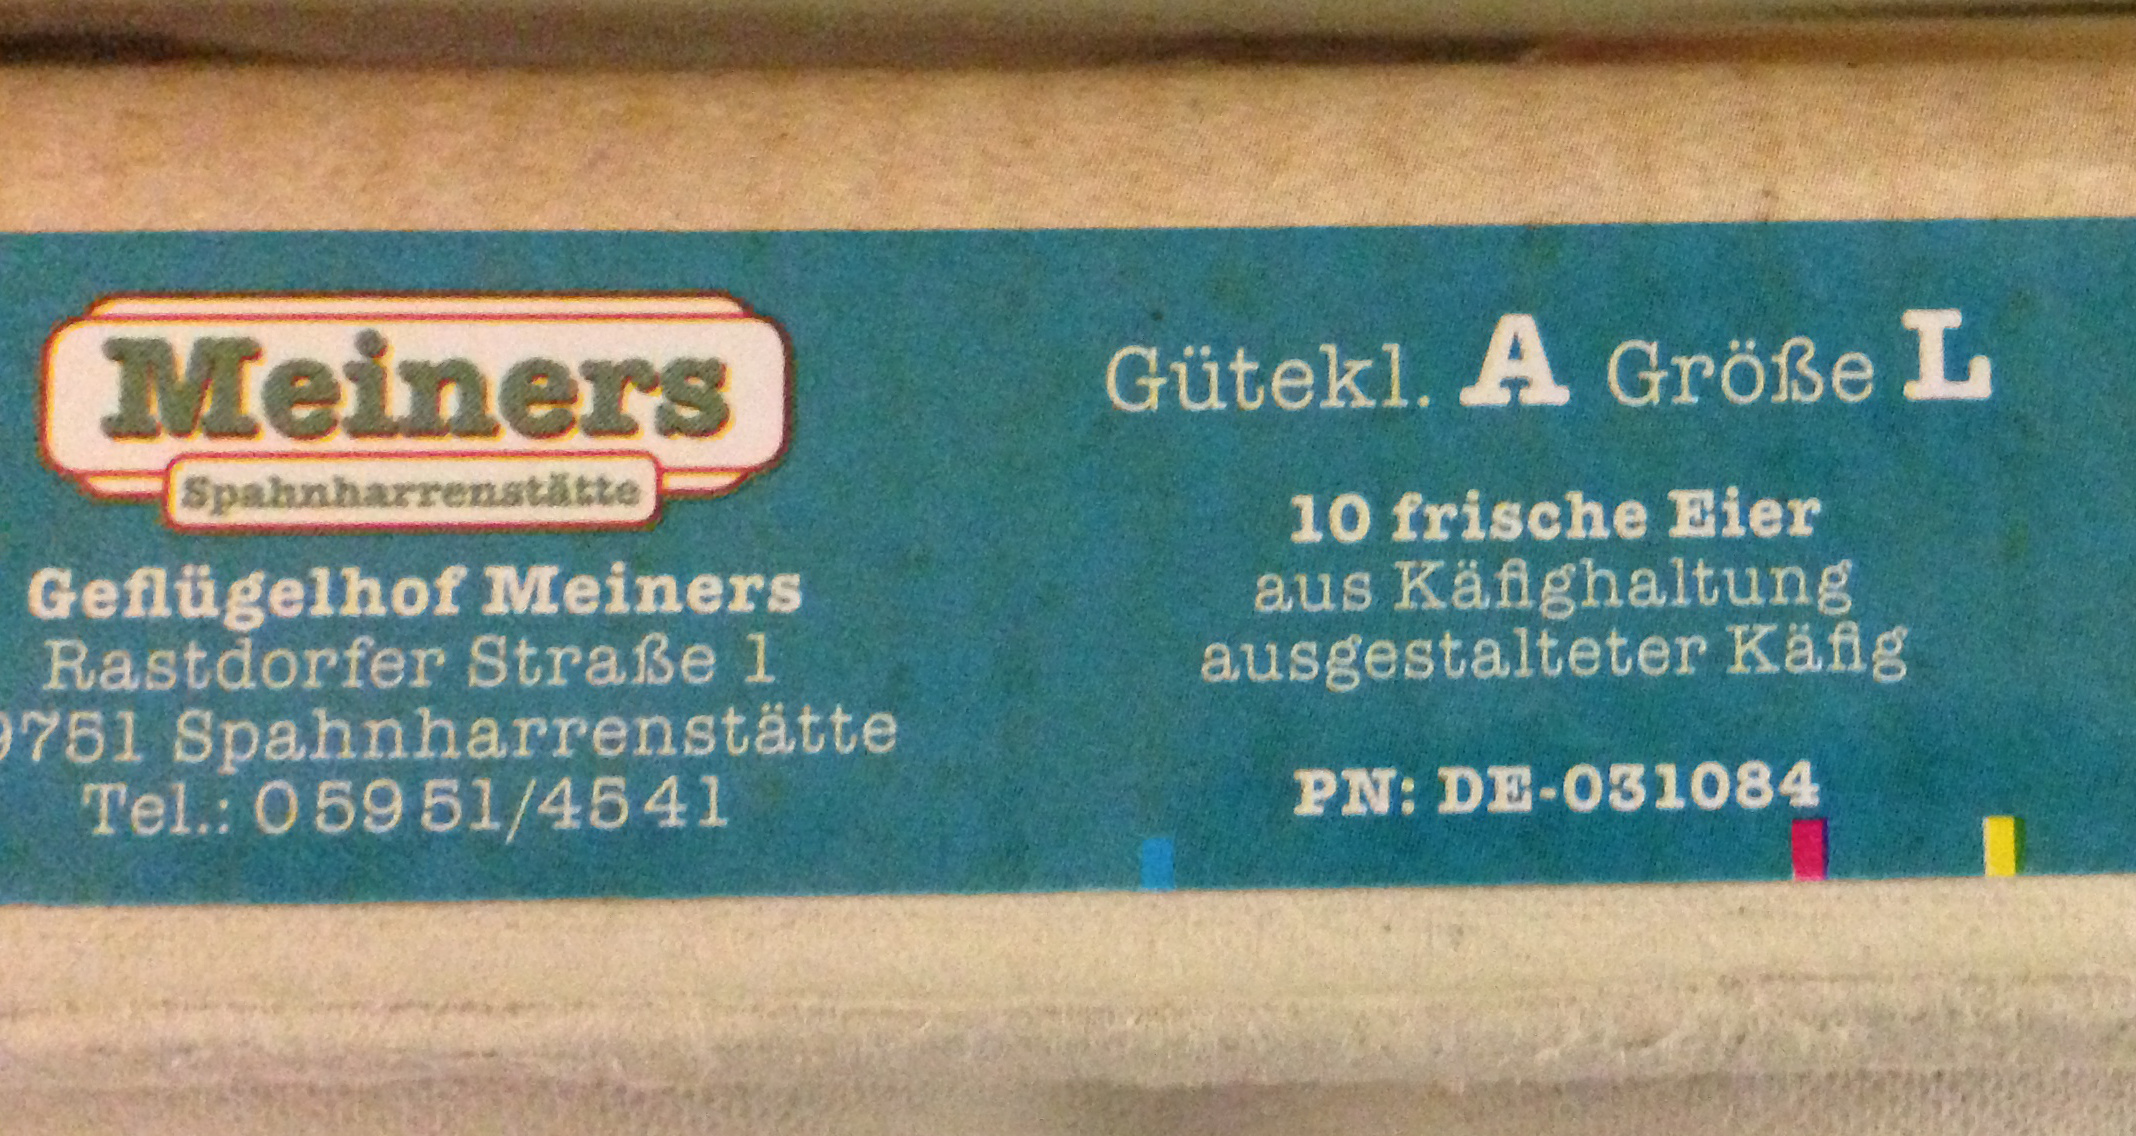 Meiners
Spahnharrenstätte
Geflügelhof Meiners
Rastdorfer Straße 1
9751 Spahnharrenstätte
Tel.: 0 59 51/45 41
Gütekl. A Größe L
10 frische Eier
aus Käfighaltung
ausgestalteter Käfig
PN: DE-031084